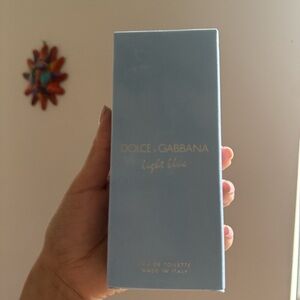 DOLCE & GABBANA
light blue
EAU DE TOILETTE
MADE IN ITALY